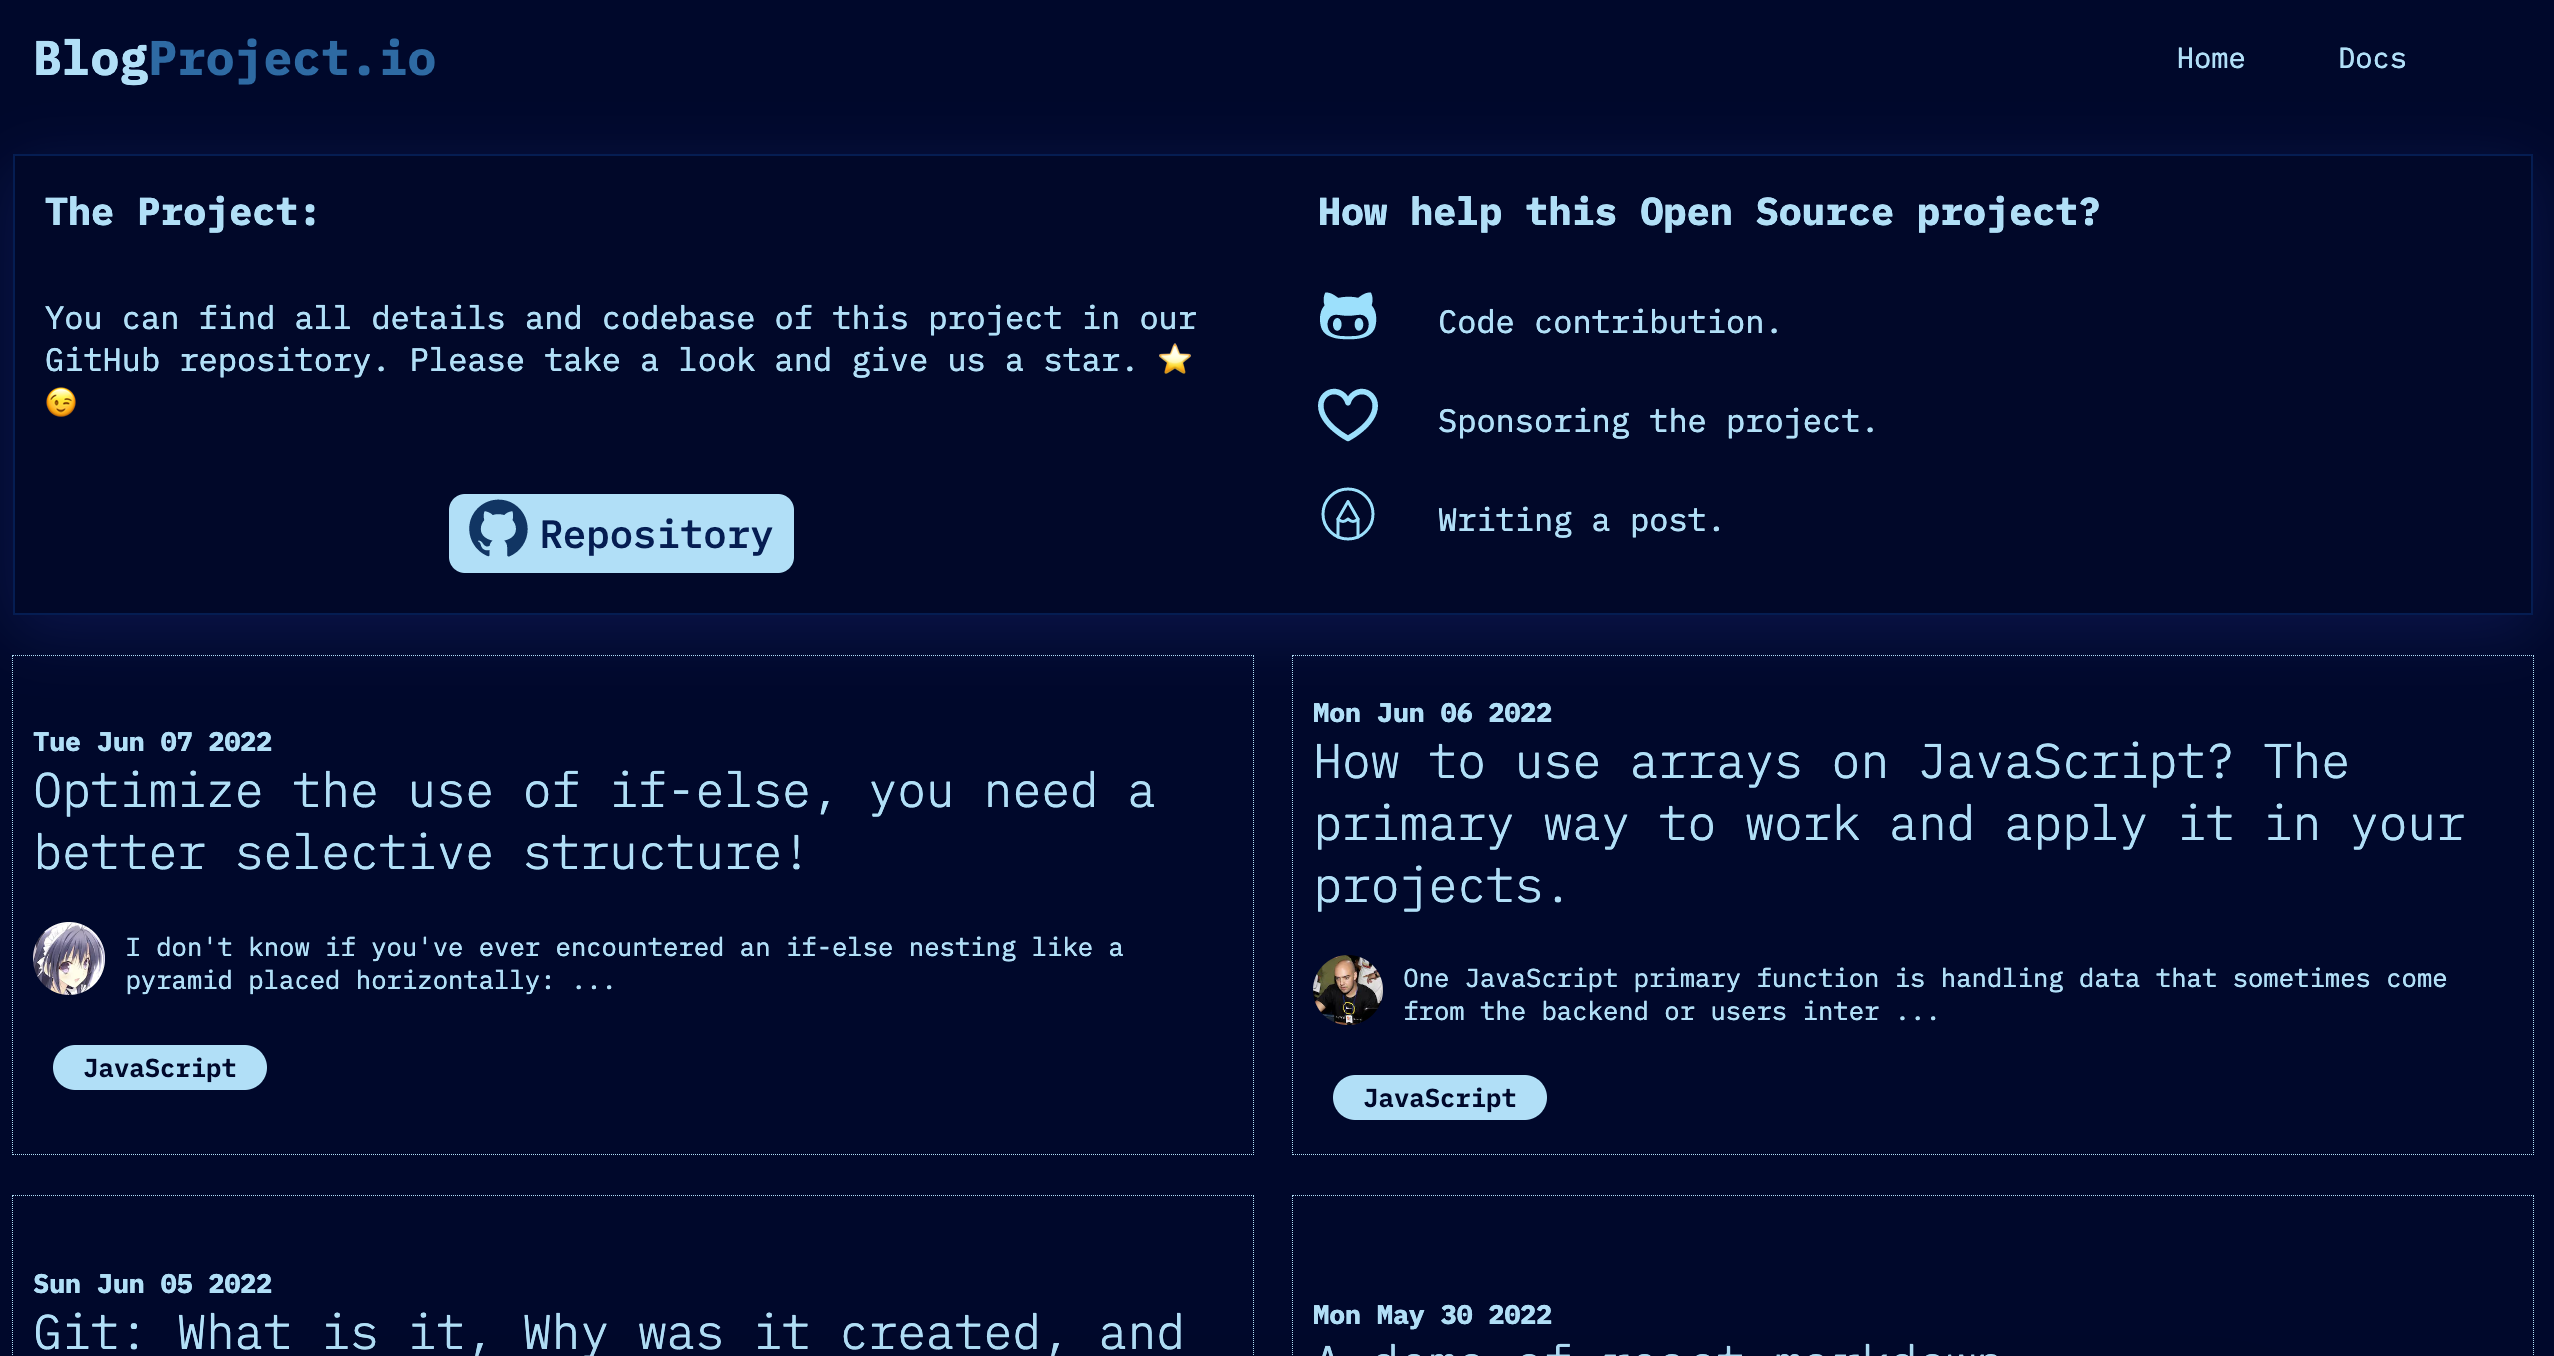 BlogProject.io
Home
Docs
The Project:
You can find all details and codebase of this project in our
GitHub repository. Please take a look and give us a star. ⭐
😉
Repository
How help this Open Source project?
Code contribution.
Sponsoring the project.
Writing a post.
Tue Jun 07 2022
Optimize the use of if-else, you need a
better selective structure!
I don't know if you've ever encountered an if-else nesting like a
pyramid placed horizontally: ...
JavaScript
Mon Jun 06 2022
How to use arrays on JavaScript? The
primary way to work and apply it in your
projects.
One JavaScript primary function is handling data that sometimes come
from the backend or users inter ...
JavaScript
Sun Jun 05 2022
Git: What is it, Why was it created, and
Mon May 30 2022
A demo of react markdown